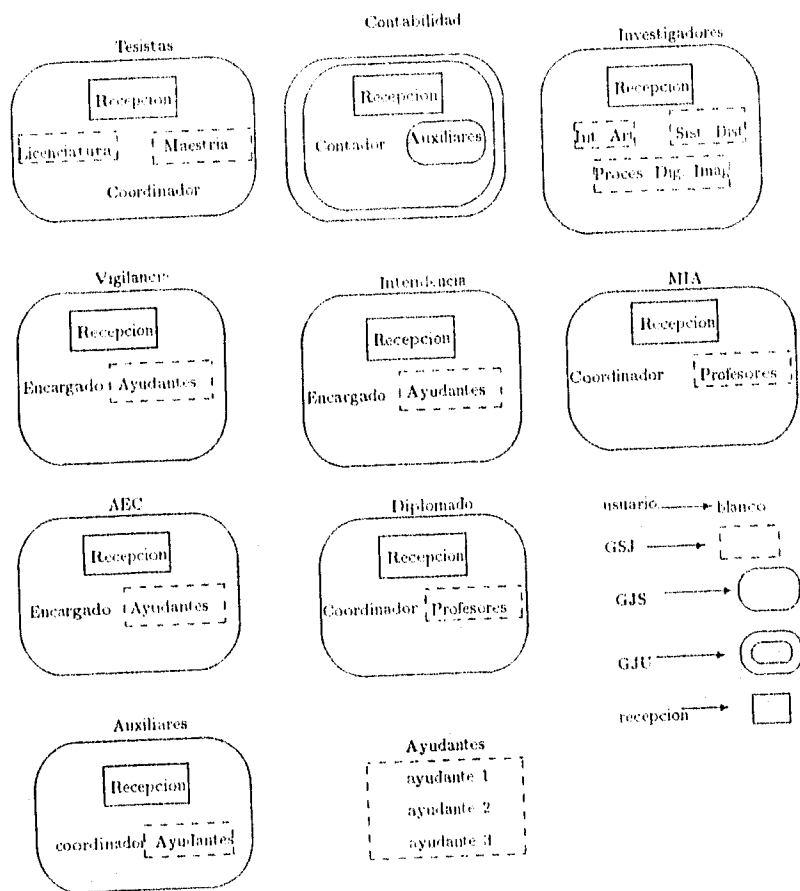 Contabilidad
Tesistas
Investigadores
Recepcion
Recepcion
Recepcion
Licenciatura
Maestria
Contador
Auxiliares
Int. Art
Sist. Dist
Coordinador
Proces. Dig. Imag
Vigilancia
Intendencia
MIA
Recepcion
Recepcion
Recepcion
Encargado
Ayudantes
Encargado
Ayudantes
Coordinador
Profesores
AEC
Diplomado
usuario
blanco
Recepcion
Recepcion
GSJ
Encargado
Ayudantes
Coordinador
Profesores
GJS
GJU
recepcion
Auxiliares
Recepcion
coordinador
Ayudantes
Ayudantes
ayudante 1
ayudante 2
ayudante 3